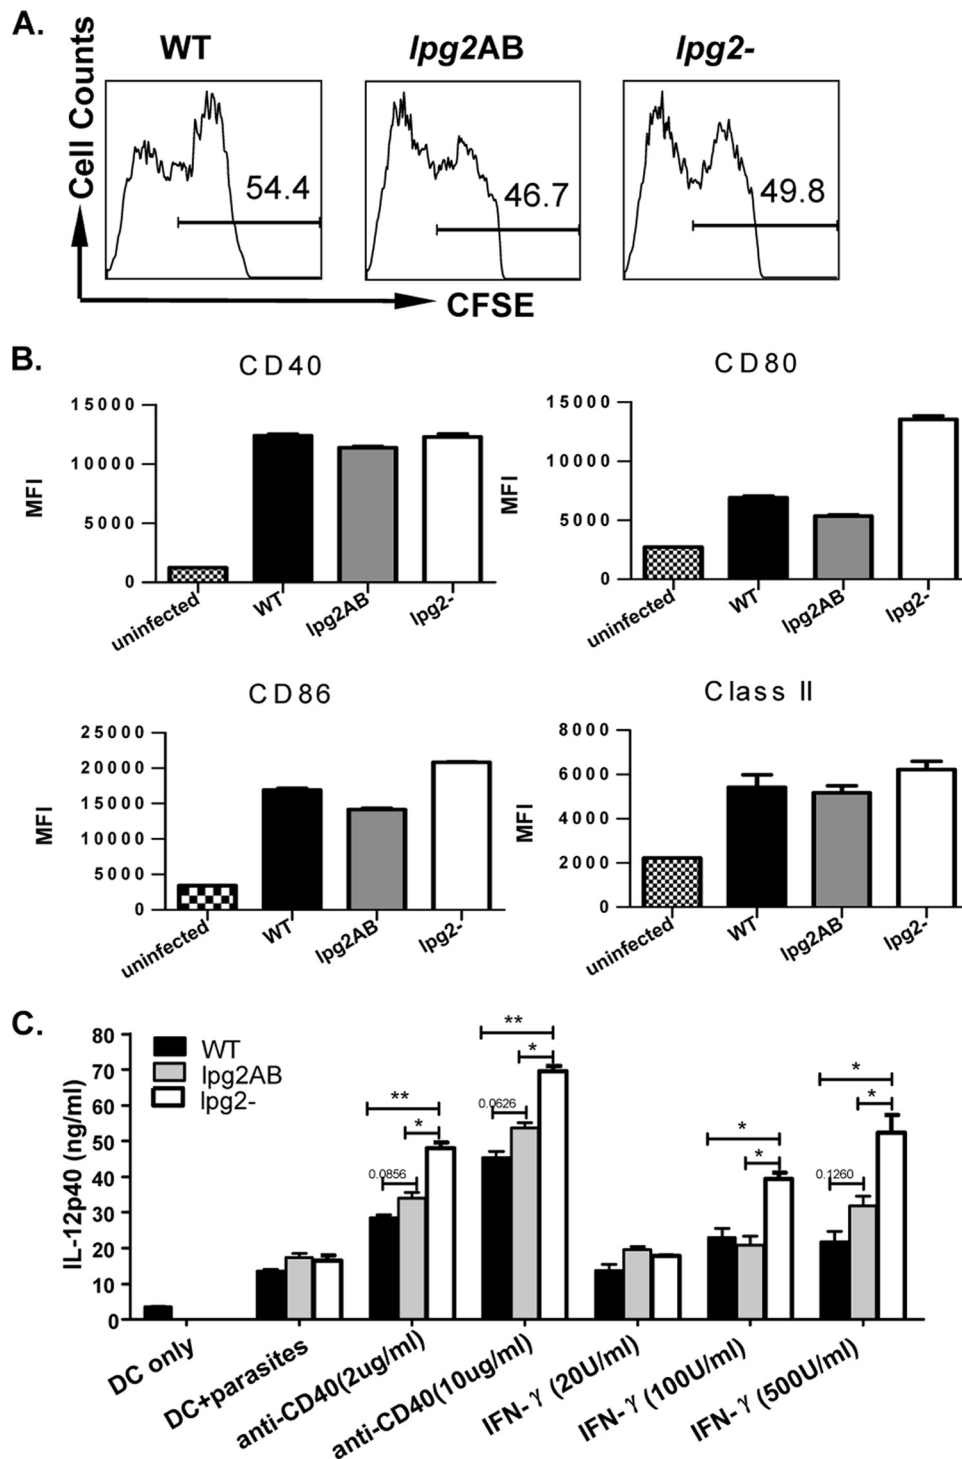 A.
WT
lpg2AB
lpg2-
Cell Counts
54.4
46.7
49.8
CFSE
B.
CD40
15000
10000
5000
0
MFI
uninfected
WT
lpg2AB
lpg2-
CD80
15000
10000
5000
0
MFI
uninfected
WT
lpg2AB
lpg2-
CD86
25000
20000
15000
10000
5000
0
MFI
uninfected
WT
lpg2AB
lpg2-
Class II
8000
6000
4000
2000
0
MFI
uninfected
WT
lpg2AB
lpg2-
C.
80
70
60
50
40
30
20
10
0
IL-12p40 (ng/ml)
WT
lpg2AB
lpg2-
**
*
0.0856
**
*
0.0626
*
*
*
*
0.1260
DC only
DC+parasites
anti-CD40(2ug/ml)
anti-CD40(10ug/ml)
IFN-γ (20U/ml)
IFN-γ (100U/ml)
IFN-γ (500U/ml)